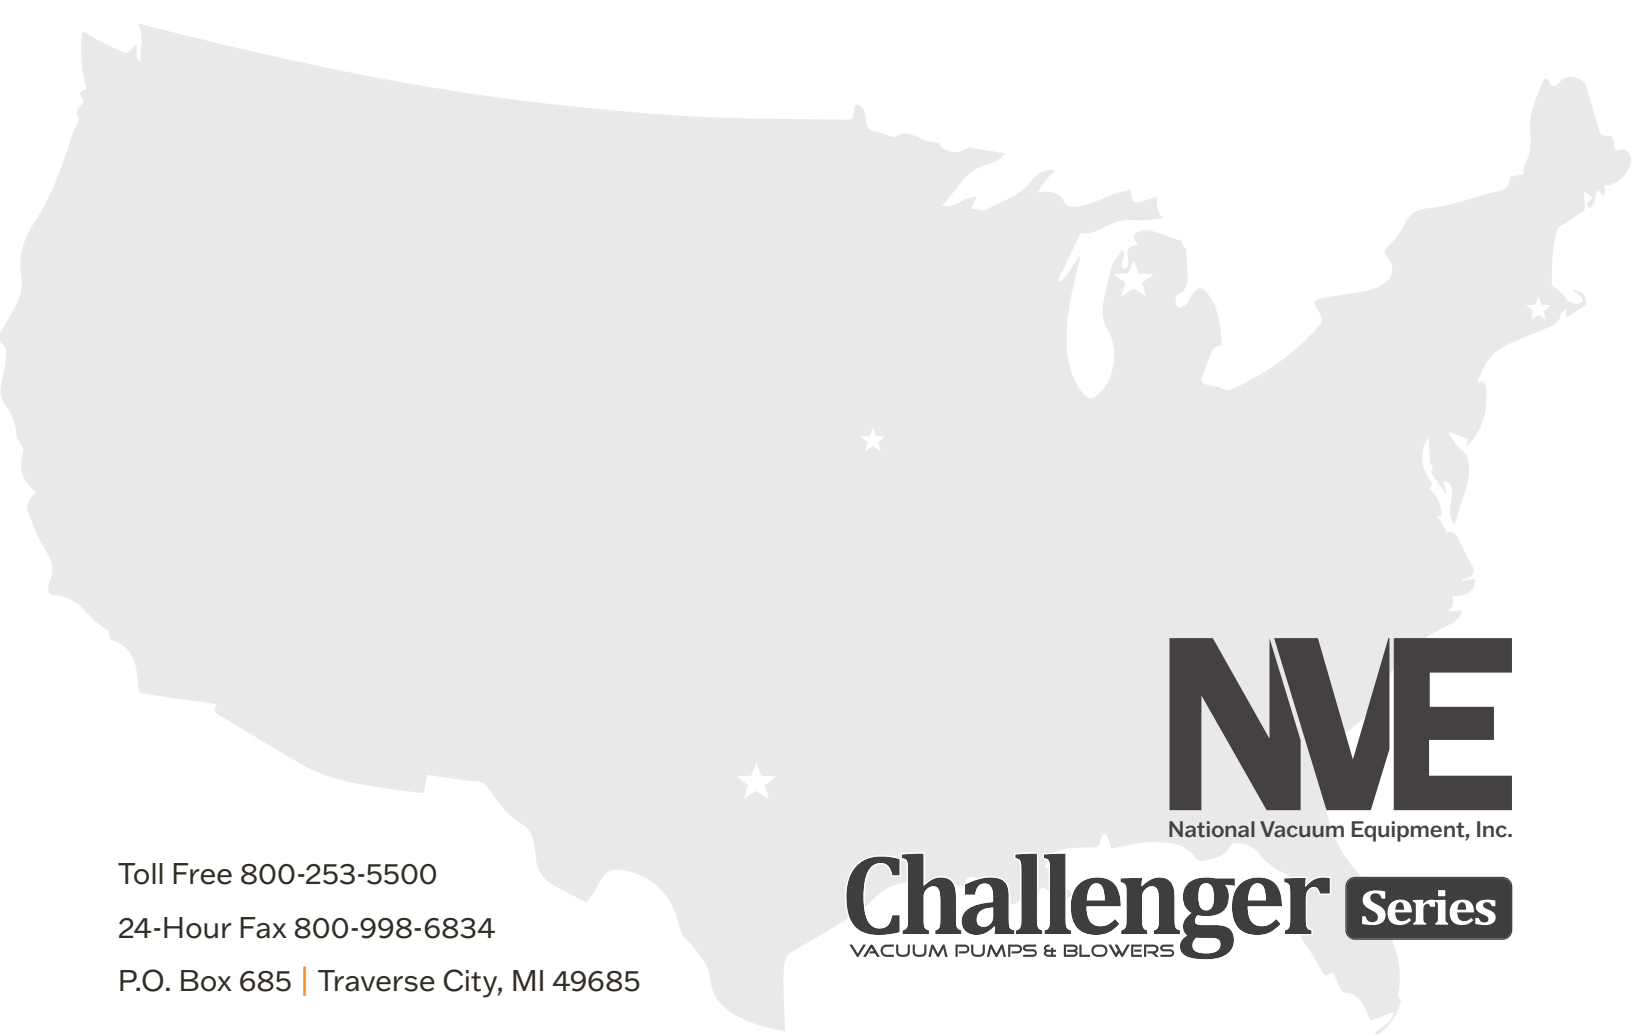 NVE
National Vacuum Equipment, Inc.
Challenger Series
VACUUM PUMPS & BLOWERS
Toll Free 800-253-5500
24-Hour Fax 800-998-6834
P.O. Box 685 | Traverse City, MI 49685